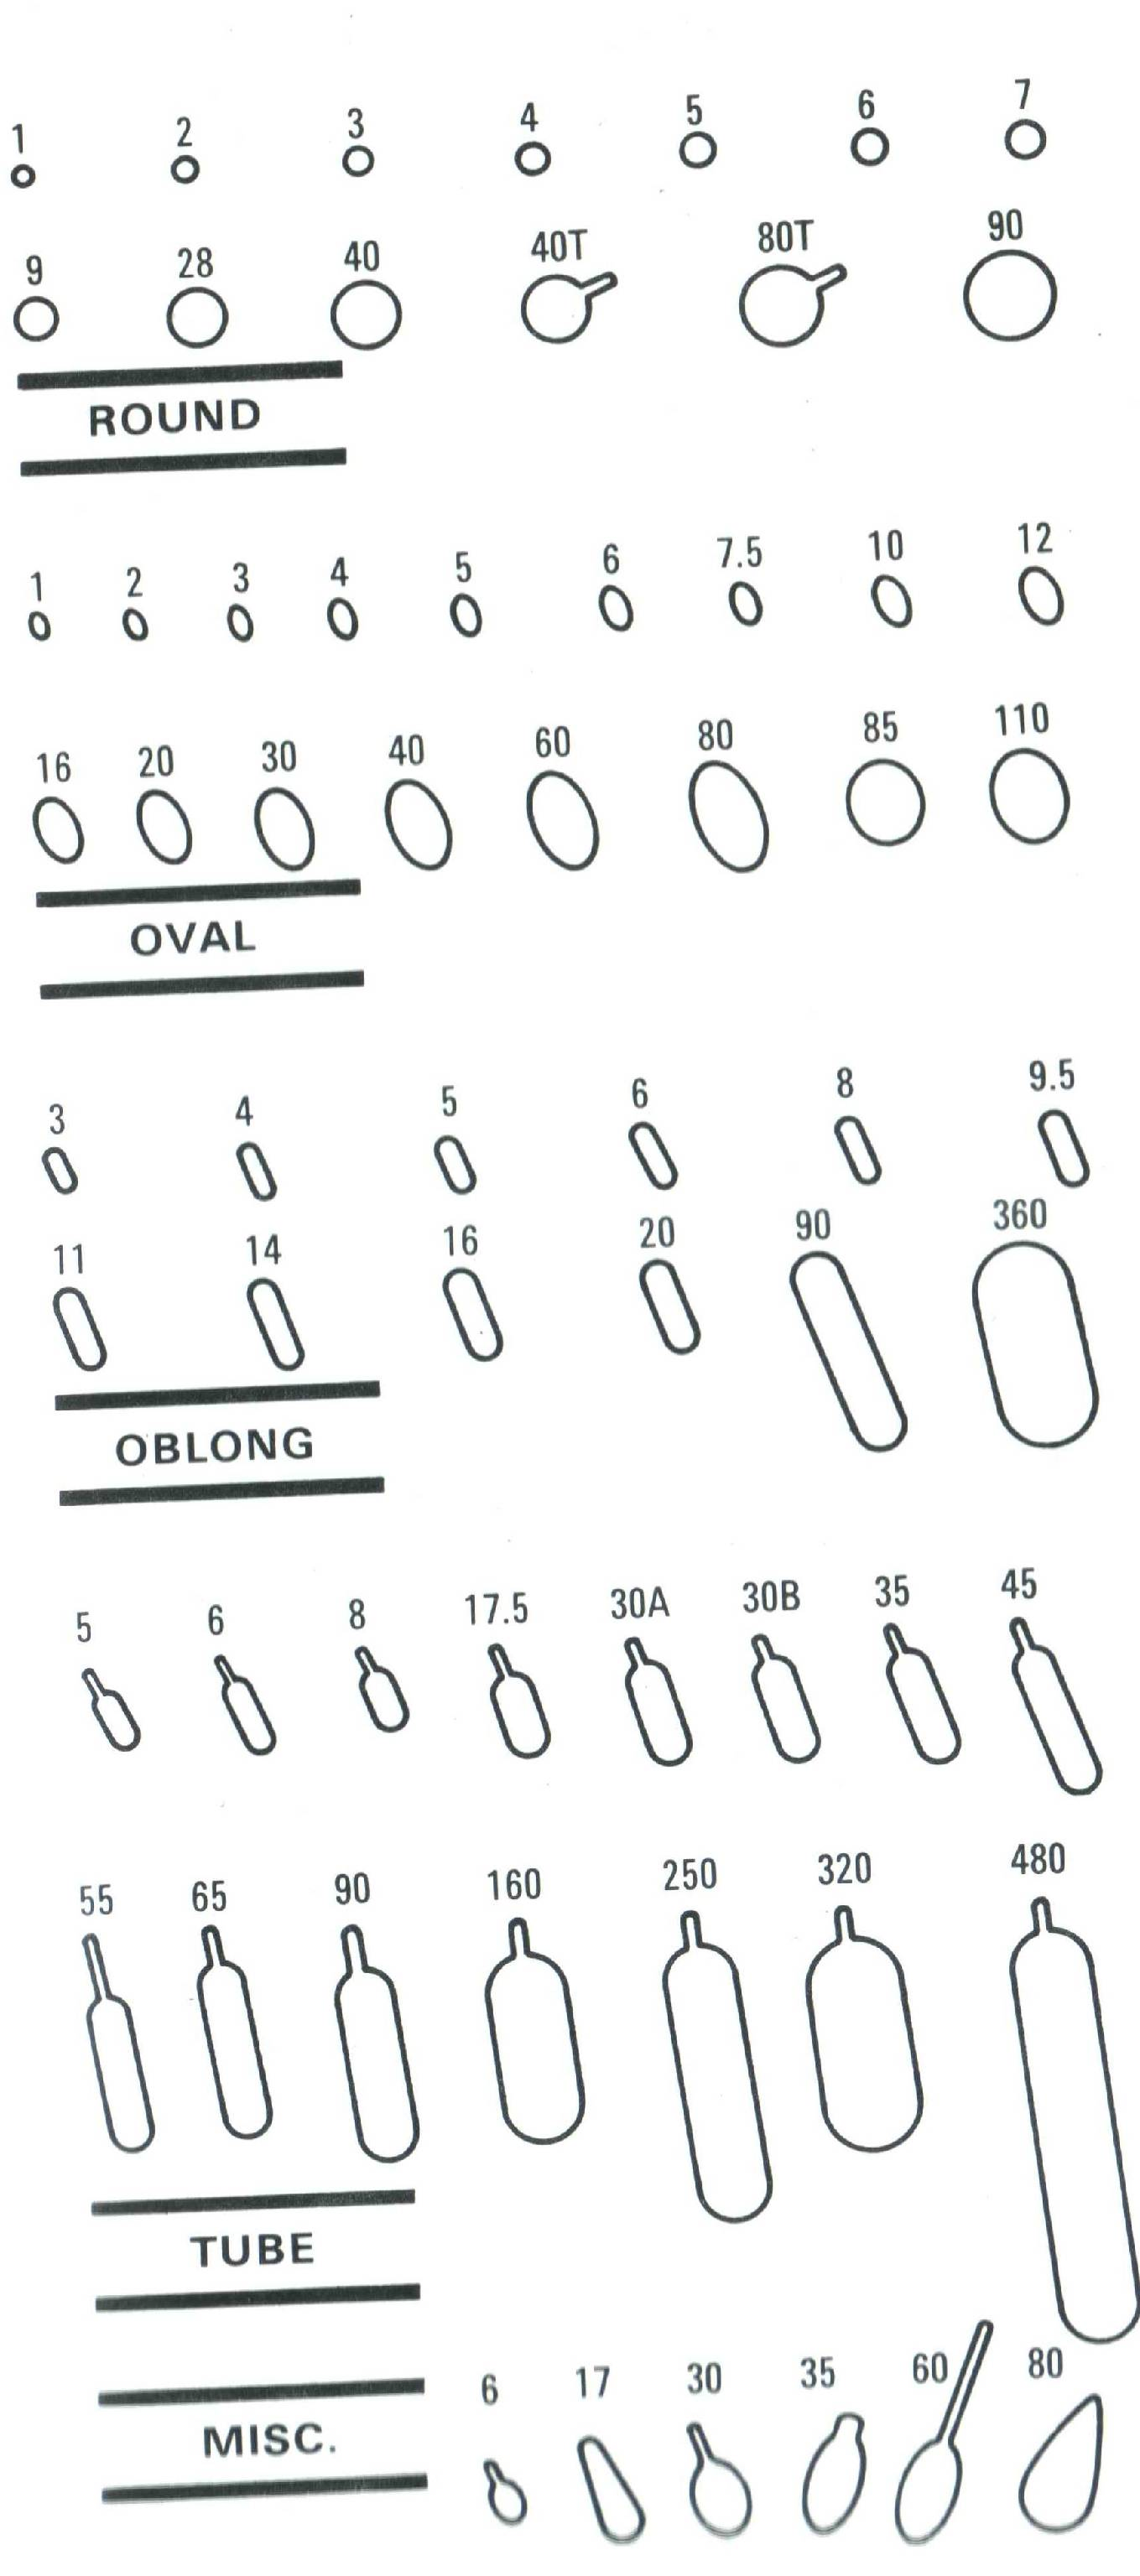 1 2 3 4 5 6 7
9 28 40 40T 80T 90
ROUND
1 2 3 4 5 6 7.5 10 12
16 20 30 40 60 80 85 110
OVAL
3 4 5 6 8 9.5
11 14 16 20 90 360
OBLONG
5 6 8 17.5 30A 30B 35 45
55 65 90 160 250 320 480
TUBE
6 17 30 35 60 80
MISC.